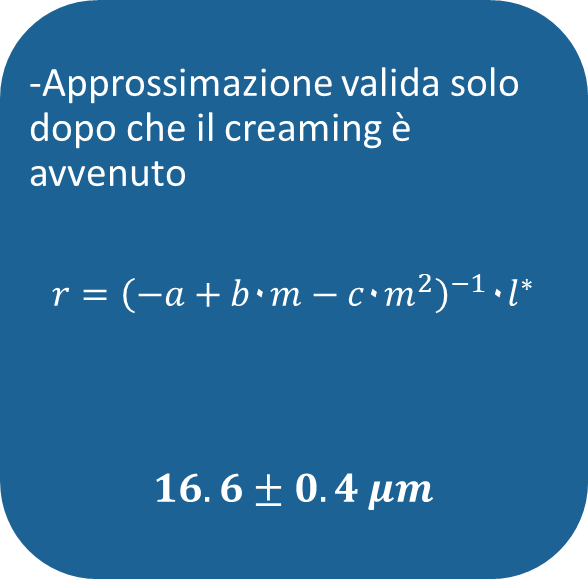 -Approssimazione valida solo
dopo che il creaming è
avvenuto
r = (−a + b · m − c · m²)⁻¹ · l*
16.6 ± 0.4 μm